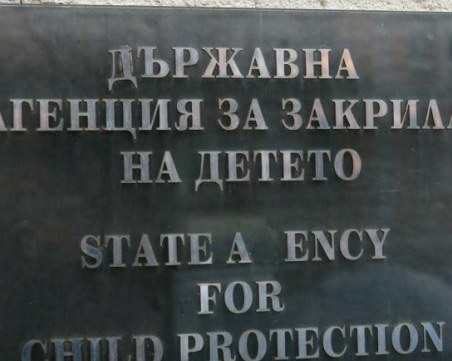 ДЪРЖАВНА
АГЕНЦИЯ ЗА ЗАКРИЛА
НА ДЕТЕТО
STATE A ENCY
FOR
CHILD PROTECTION